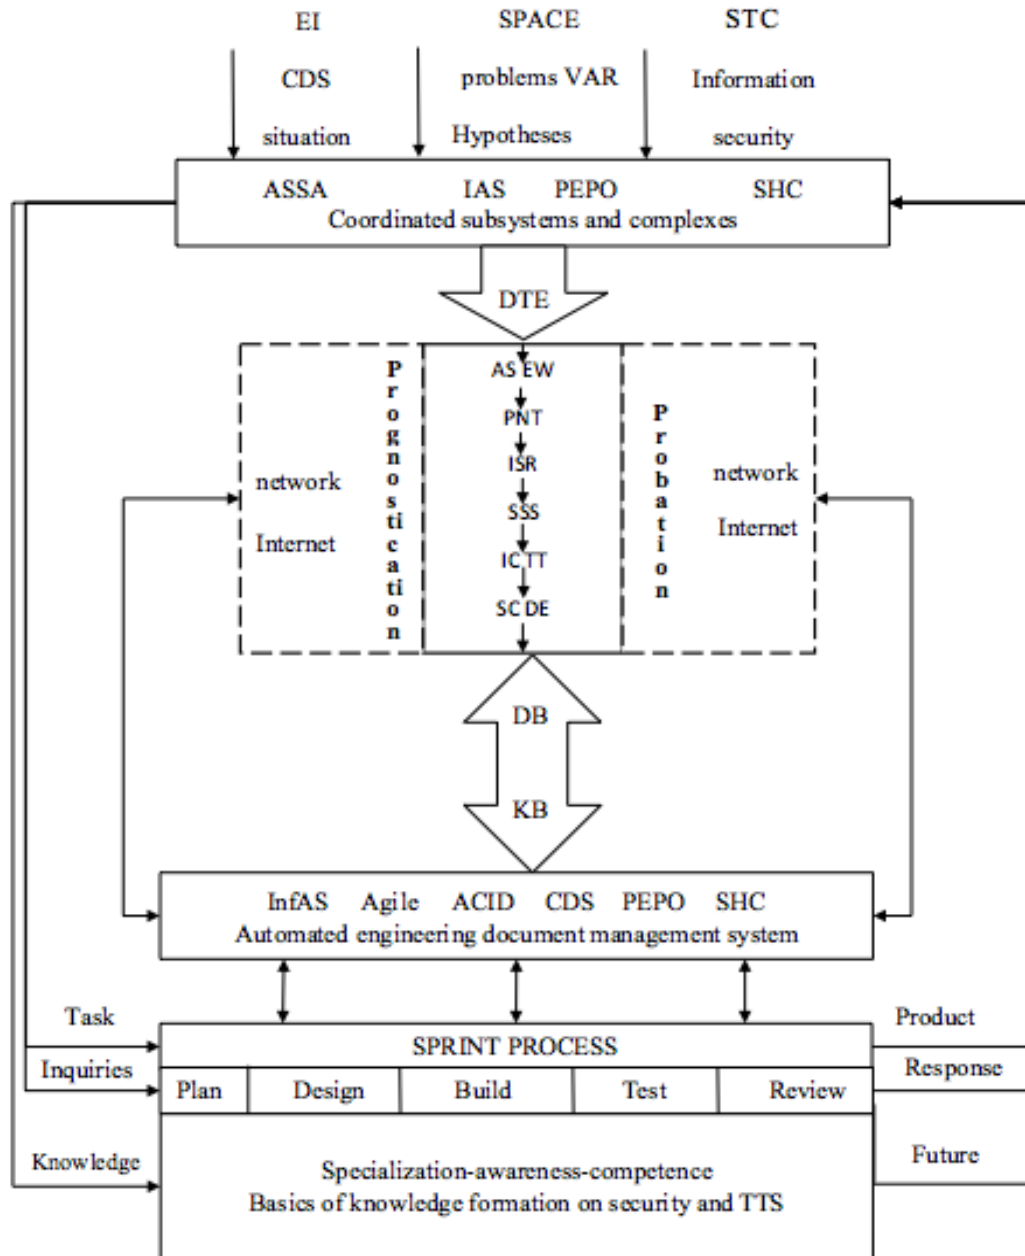 EI SPACE STC
CDS problems VAR Information
situation Hypotheses security
ASSA IAS PEPO SHC
Coordinated subsystems and complexes
DTE
Prognostication
network
Internet
AS EW
PNT
ISR
SSS
IC TT
SC DE
Probation
network
Internet
DB
KB
InfAS Agile ACID CDS PEPO SHC
Automated engineering document management system
Task
Inquiries
Knowledge
SPRINT PROCESS
Plan Design Build Test Review
Product
Response
Future
Specialization-awareness-competence
Basics of knowledge formation on security and TTS